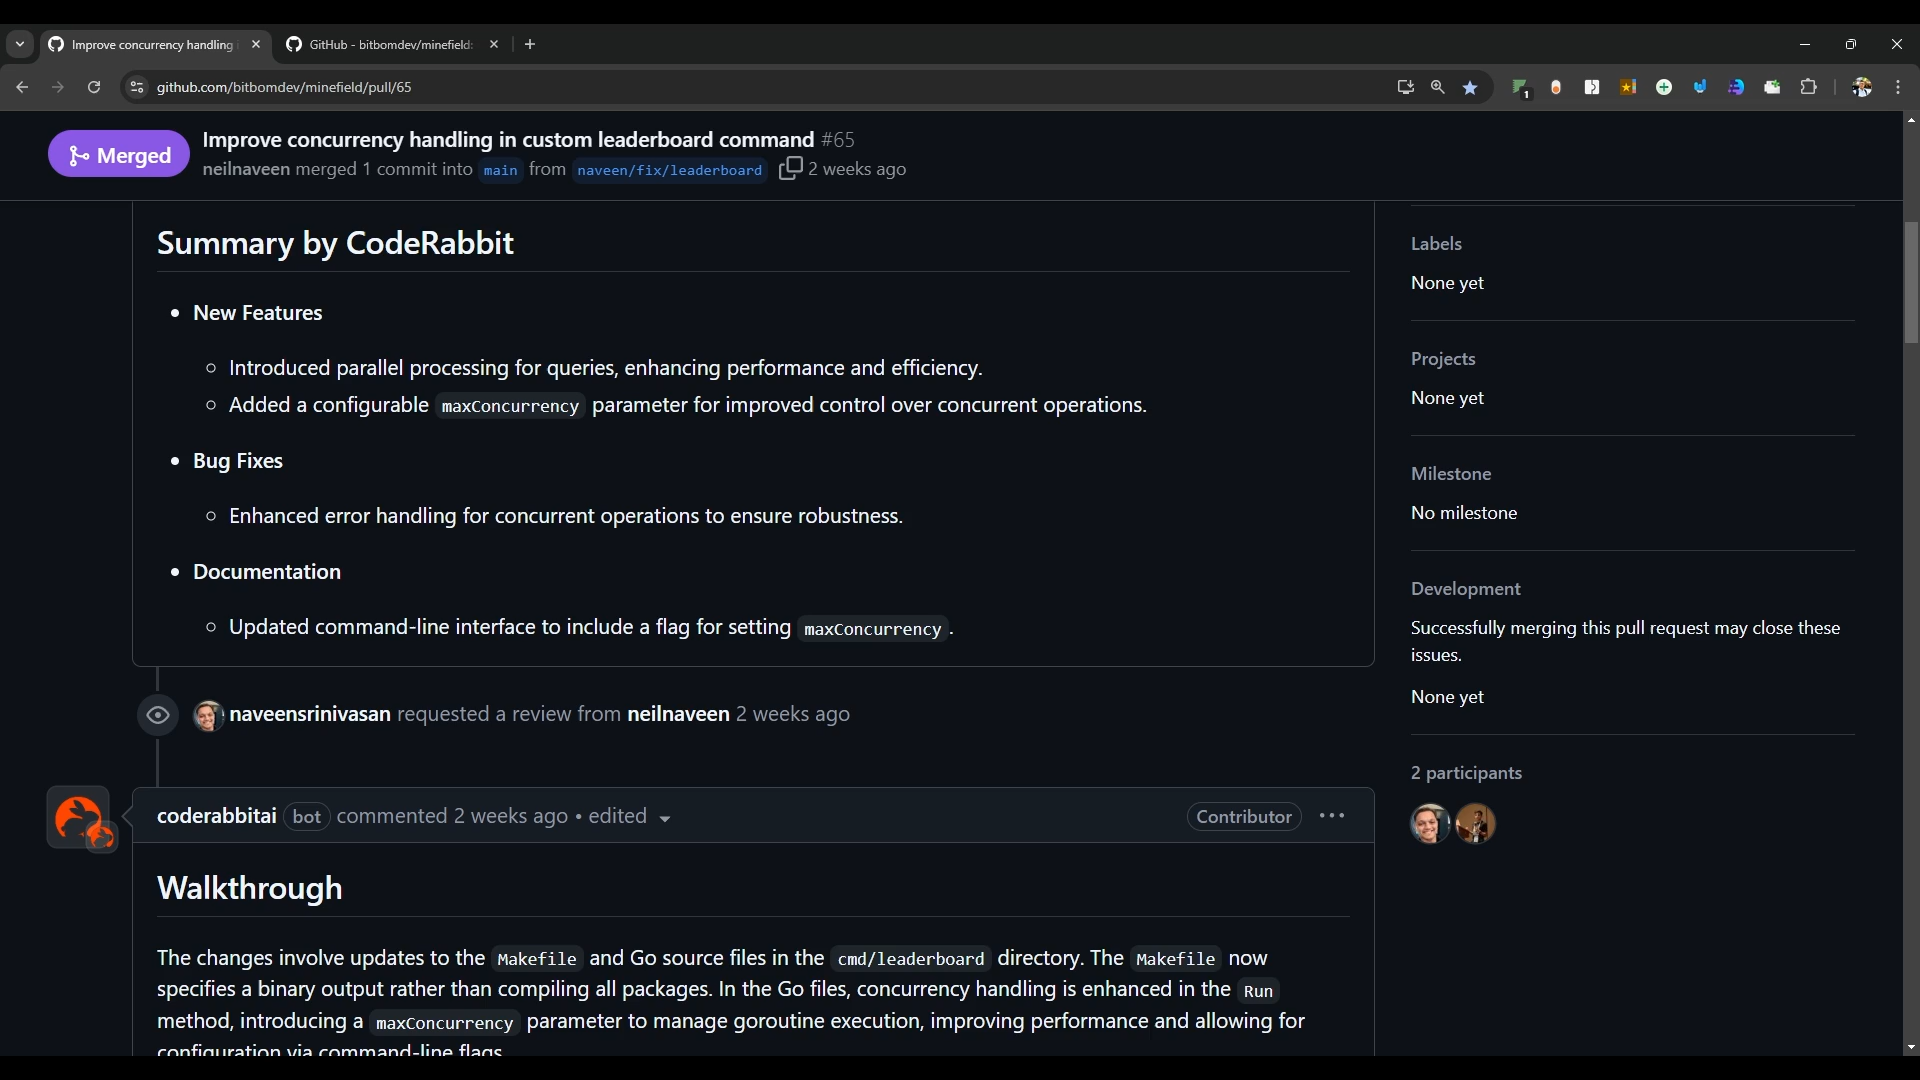 Improve concurrency handling
GitHub - bitbomdev/minefield:
github.com/bitbomdev/minefield/pull/65
1
Merged
Improve concurrency handling in custom leaderboard command #65
neilnaveen merged 1 commit into main from naveen/fix/leaderboard 2 weeks ago
Summary by CodeRabbit
New Features
Introduced parallel processing for queries, enhancing performance and efficiency.
Added a configurable maxConcurrency parameter for improved control over concurrent operations.
Bug Fixes
Enhanced error handling for concurrent operations to ensure robustness.
Documentation
Updated command-line interface to include a flag for setting maxConcurrency.
naveensrinivasan requested a review from neilnaveen 2 weeks ago
coderabbitai bot commented 2 weeks ago • edited
Contributor
Walkthrough
The changes involve updates to the Makefile and Go source files in the cmd/leaderboard directory. The Makefile now
specifies a binary output rather than compiling all packages. In the Go files, concurrency handling is enhanced in the Run
method, introducing a maxConcurrency parameter to manage goroutine execution, improving performance and allowing for
configuration via command-line flags.
Labels
None yet
Projects
None yet
Milestone
No milestone
Development
Successfully merging this pull request may close these
issues.
None yet
2 participants